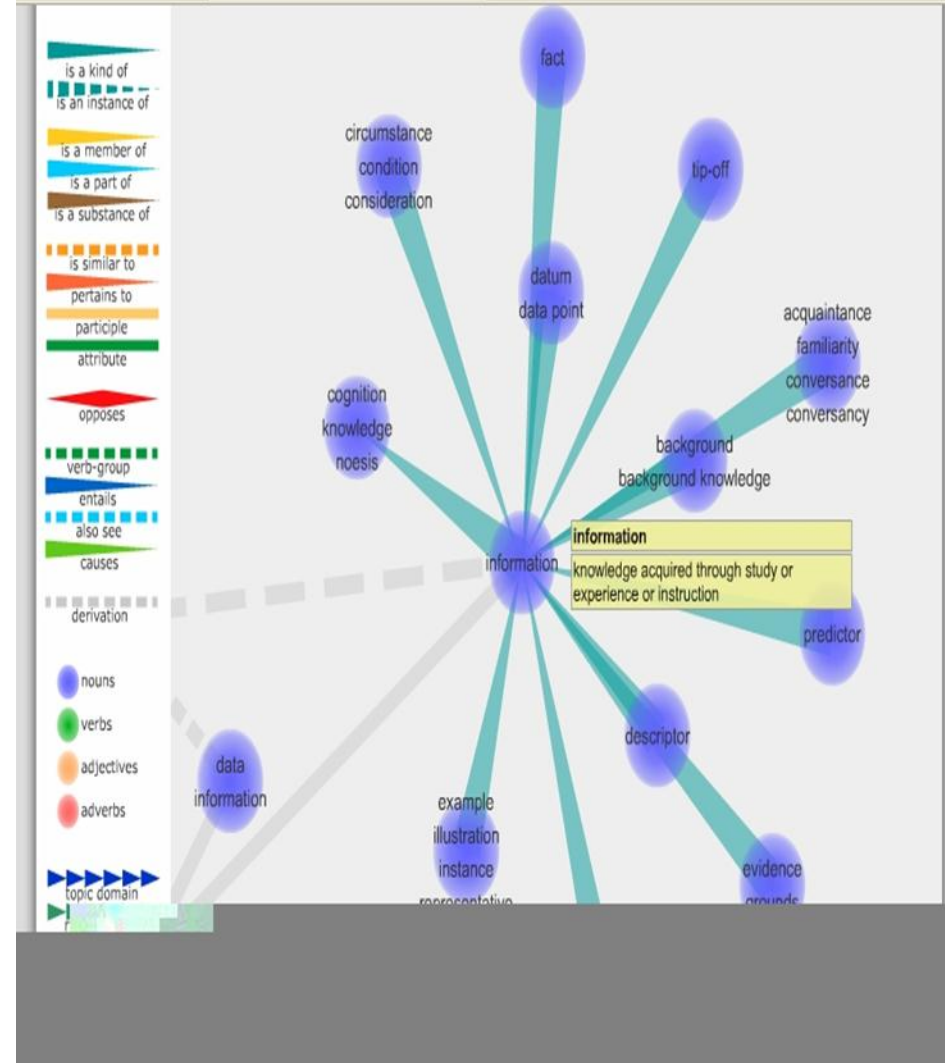 is a kind of
is an instance of
is a member of
is a part of
is a substance of
is similar to
pertains to
participle
attribute
opposes
verb-group
entails
also see
causes
derivation
nouns
verbs
adjectives
adverbs
topic domain
fact
circumstance
condition
consideration
tip-off
datum
data point
acquaintance
familiarity
conversance
conversancy
cognition
knowledge
noesis
background
background knowledge
information
information
knowledge acquired through study or
experience or instruction
predictor
descriptor
data
information
example
illustration
instance
representative
evidence
grounds